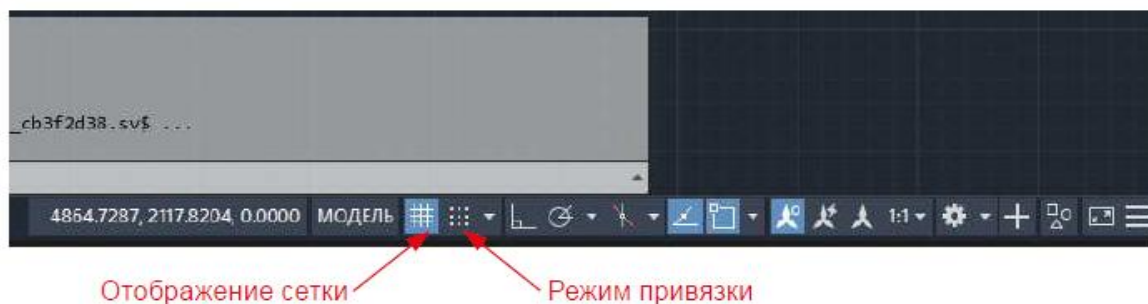 _cb3f2d38.sv$ ...
4864.7287, 2117.8204, 0.0000 МОДЕЛЬ 1:1
Отображение сетки Режим привязки